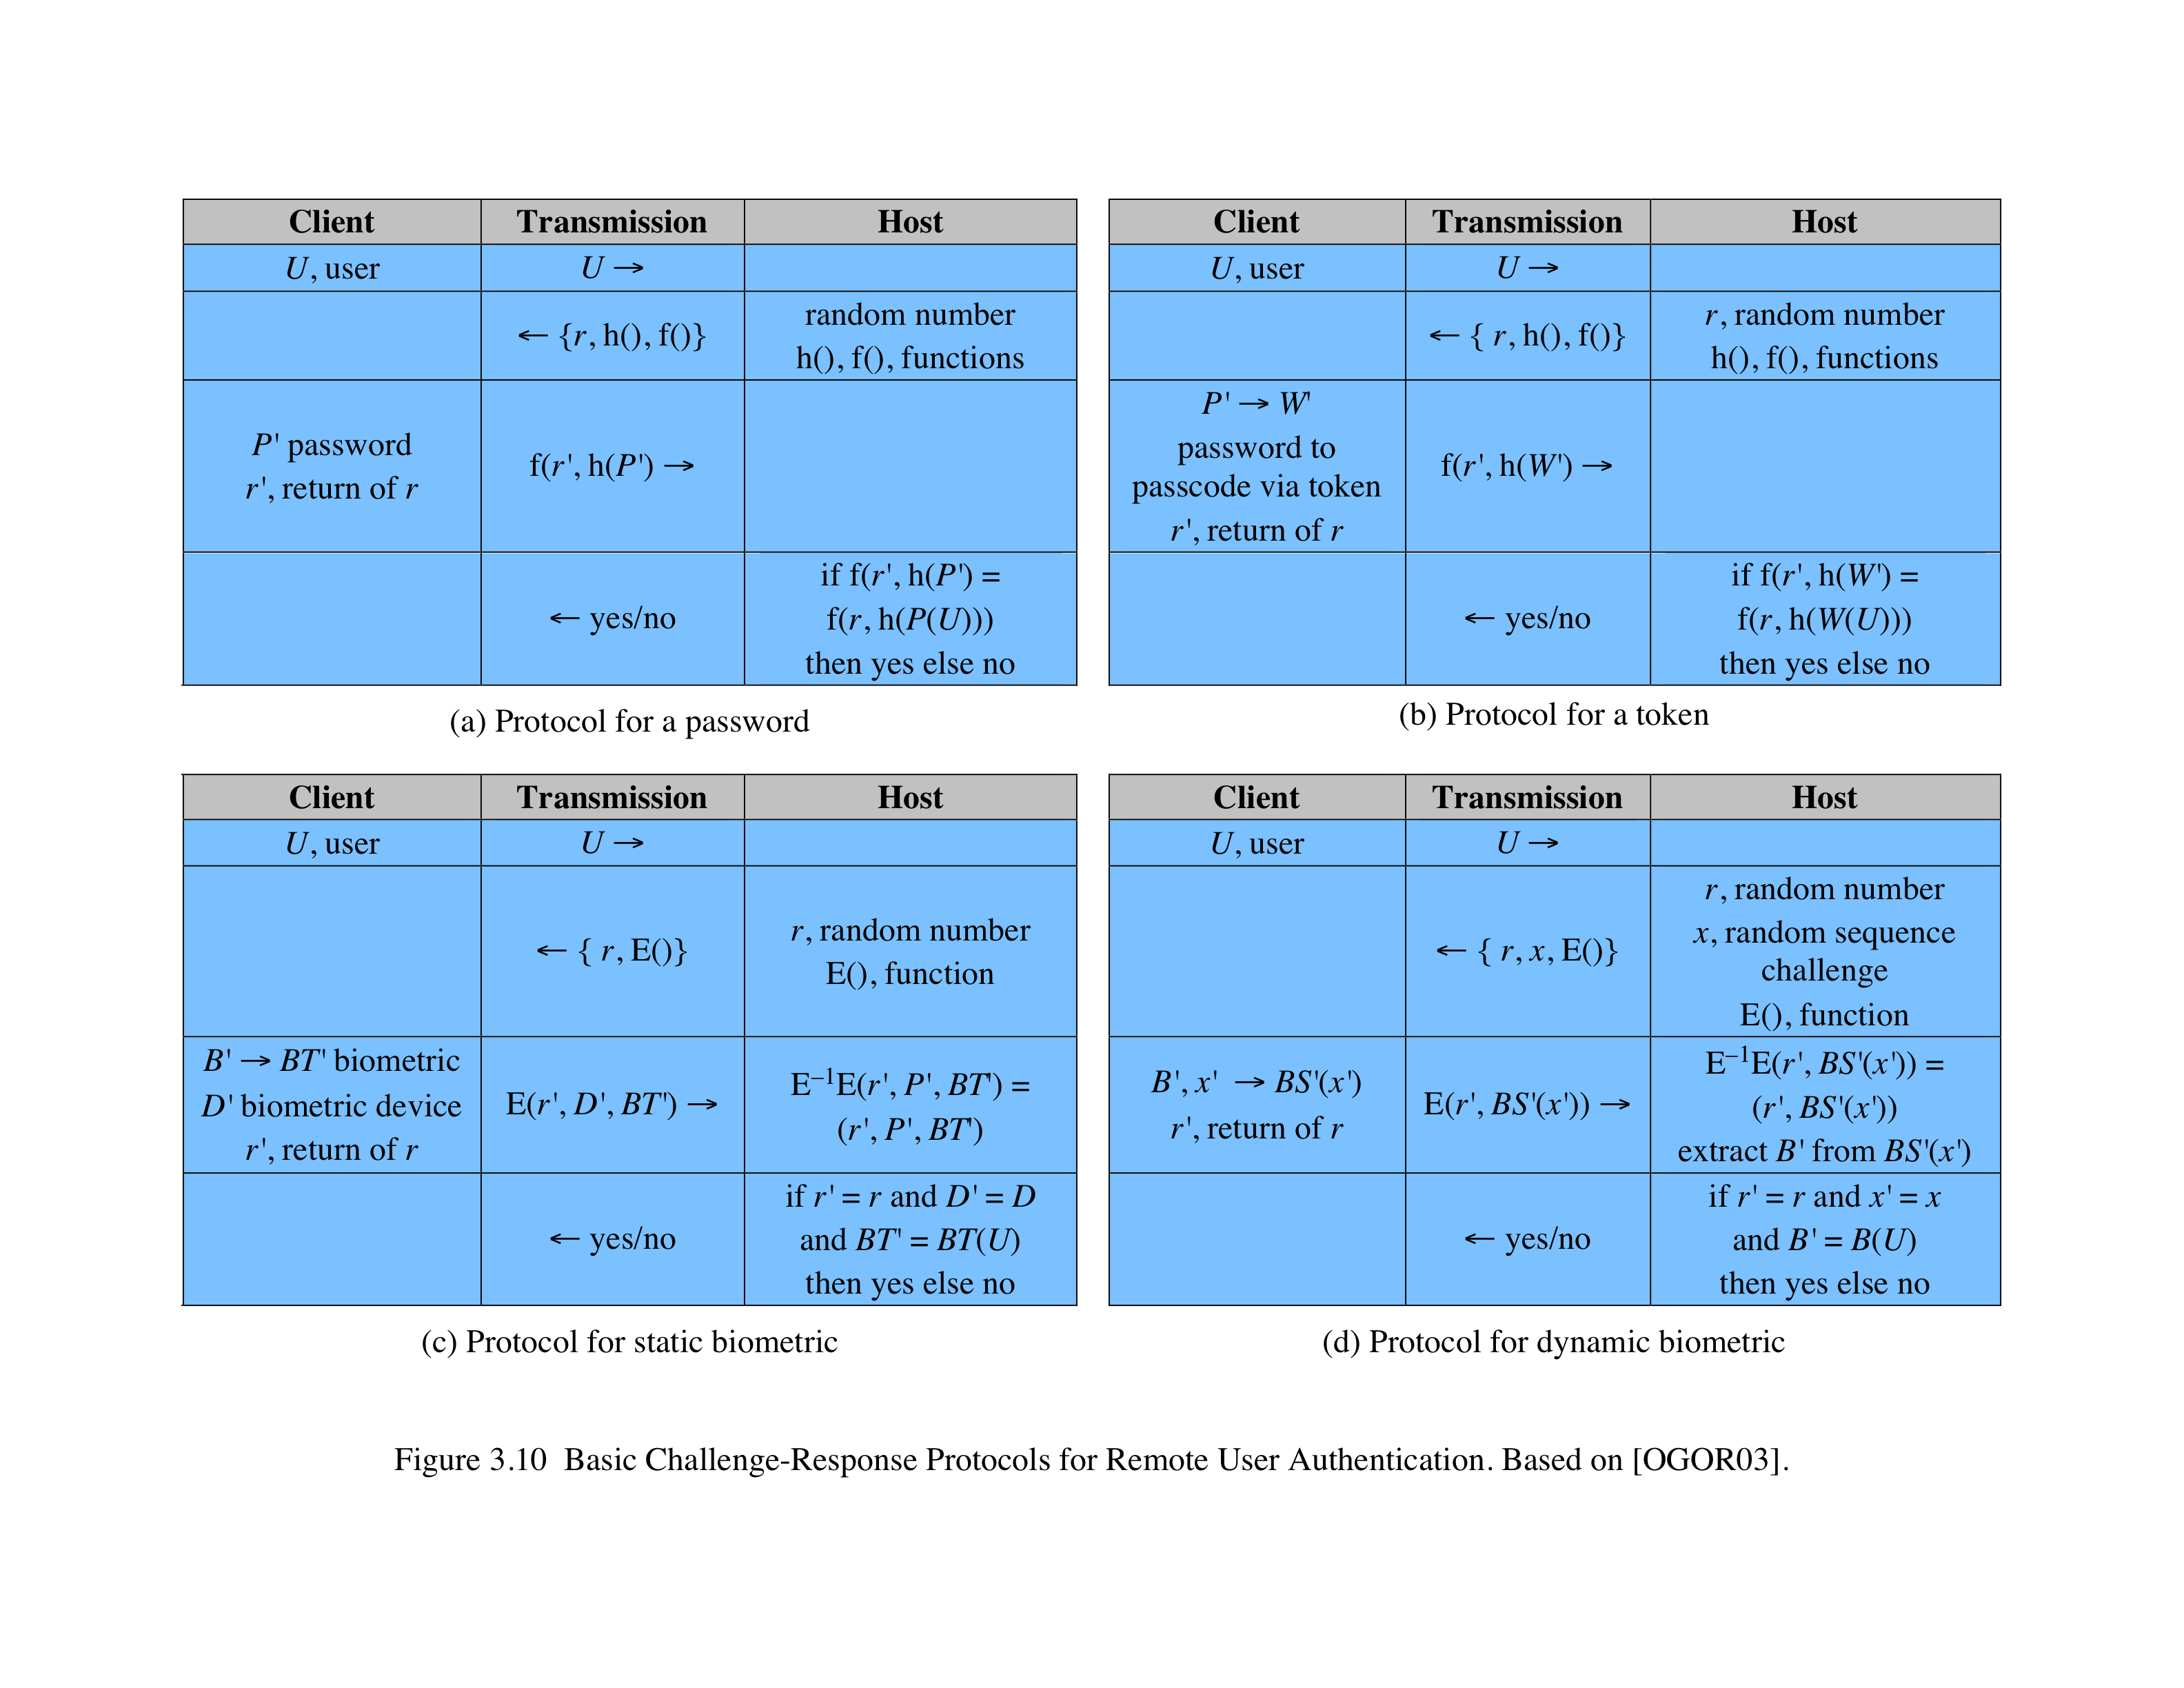 Client Transmission Host
U, user U →
← {r, h(), f()} random number
h(), f(), functions
P' password
r', return of r
f(r', h(P') →
← yes/no
if f(r', h(P') =
f(r, h(P(U)))
then yes else no
(a) Protocol for a password
Client Transmission Host
U, user U →
← { r, h(), f()}
r, random number
h(), f(), functions
P' → W'
password to
passcode via token
r', return of r
f(r', h(W') →
← yes/no
if f(r', h(W') =
f(r, h(W(U)))
then yes else no
(b) Protocol for a token
Client Transmission Host
U, user U →
← { r, E()}
r, random number
E(), function
B' → BT' biometric
D' biometric device
r', return of r
E(r', D', BT') →
E⁻¹E(r', P', BT') =
(r', P', BT')
← yes/no
if r' = r and D' = D
and BT' = BT(U)
then yes else no
(c) Protocol for static biometric
Client Transmission Host
U, user U →
← { r, x, E()}
r, random number
x, random sequence
challenge
E(), function
B', x' → BS'(x')
r', return of r
E(r', BS'(x')) →
E⁻¹E(r', BS'(x')) =
(r', BS'(x'))
extract B' from BS'(x')
← yes/no
if r' = r and x' = x
and B' = B(U)
then yes else no
(d) Protocol for dynamic biometric
Figure 3.10 Basic Challenge-Response Protocols for Remote User Authentication. Based on [OGOR03].